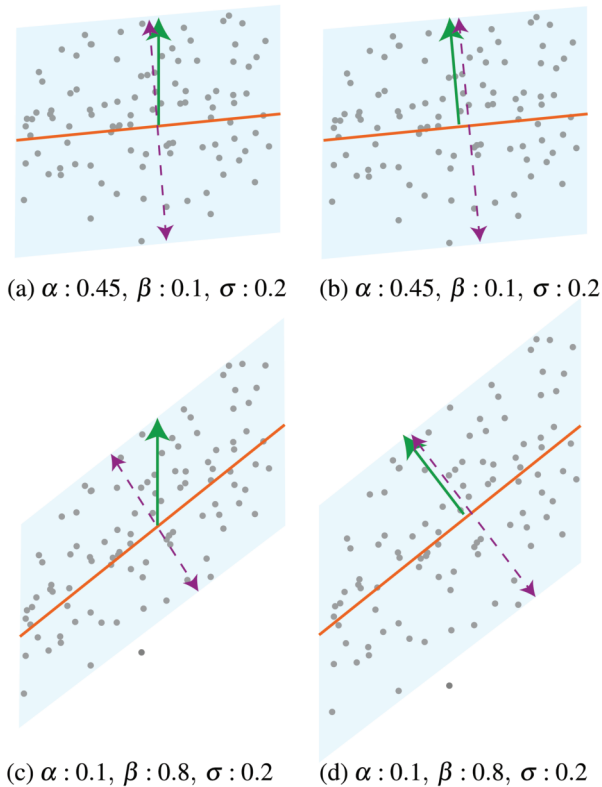 (a) α : 0.45, β : 0.1, σ : 0.2
(b) α : 0.45, β : 0.1, σ : 0.2
(c) α : 0.1, β : 0.8, σ : 0.2
(d) α : 0.1, β : 0.8, σ : 0.2